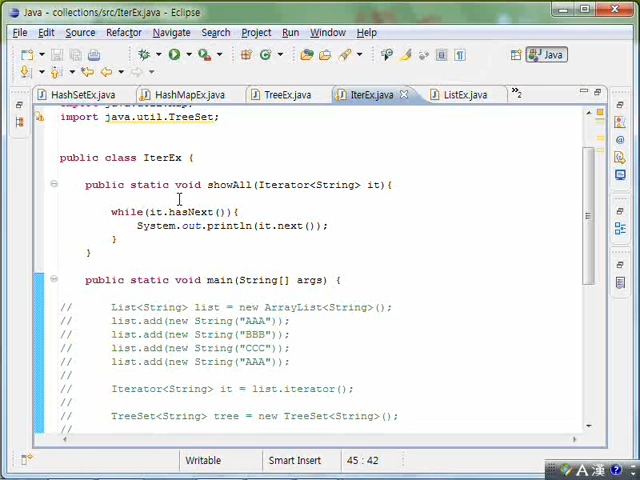 Java - collections/src/IterEx.java - Eclipse
File Edit Source Refactor Navigate Search Project Run Window Help
Java
HashSetEx.java HashMapEx.java TreeEx.java IterEx.java ListEx.java »2
import java.util.Map;
import java.util.TreeSet;
public class IterEx {
public static void showAll(Iterator<String> it){
while(it.hasNext()){
System.out.println(it.next());
}
}
public static void main(String[] args) {
// List<String> list = new ArrayList<String>();
// list.add(new String("AAA"));
// list.add(new String("BBB"));
// list.add(new String("CCC"));
// list.add(new String("AAA"));
//
// Iterator<String> it = list.iterator();
//
// TreeSet<String> tree = new TreeSet<String>();
//
Writable Smart Insert 45 : 42
A 漢